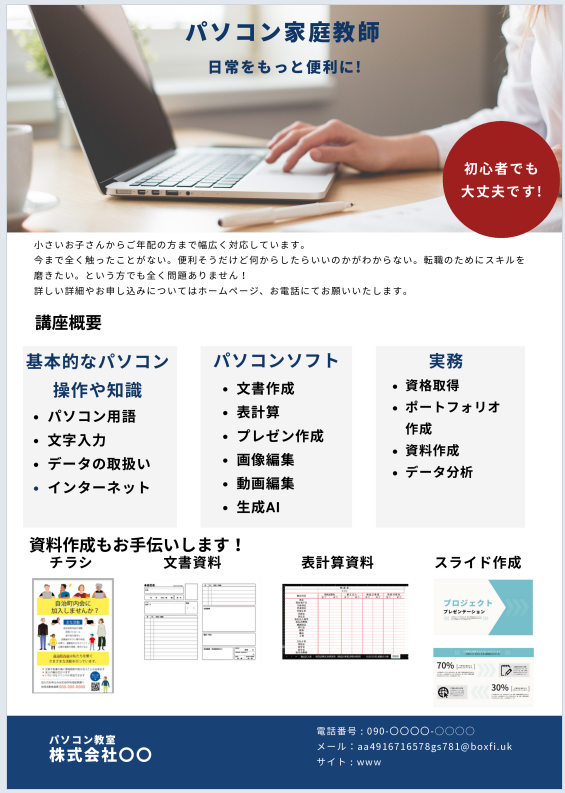 パソコン家庭教師
日常をもっと便利に!
初心者でも
大丈夫です!
小さいお子さんからご年配の方まで幅広く対応しています。
今まで全く触ったことがない。便利そうだけど何からしたらいいのかがわからない。転職のためにスキルを
磨きたい。という方でも全く問題ありません！
詳しい詳細やお申し込みについてはホームページ、お電話にてお願いいたします。
講座概要
基本的なパソコン
操作や知識
• パソコン用語
• 文字入力
• データの取扱い
• インターネット
パソコンソフト
• 文書作成
• 表計算
• プレゼン作成
• 画像編集
• 動画編集
• 生成AI
実務
• 資格取得
• ポートフォリオ
作成
• 資料作成
• データ分析
資料作成もお手伝いします！
チラシ
文書資料
表計算資料
スライド作成
自治町内会に
加入しませんか？
プロジェクト
プレゼンテーション
70%
30%
パソコン教室
株式会社〇〇
電話番号：090-〇〇〇〇-〇〇〇〇
メール：aa4916716578gs781@boxfi.uk
サイト：www